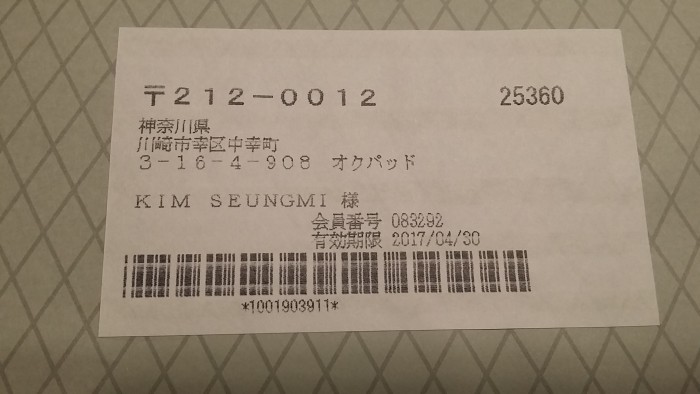 〒212-0012 25360
神奈川県
川崎市幸区中幸町
3-16-4-908 オクパッド
KIM SEUNGMI 様
会員番号 083292
有効期限 2017/04/30
*1001903911*